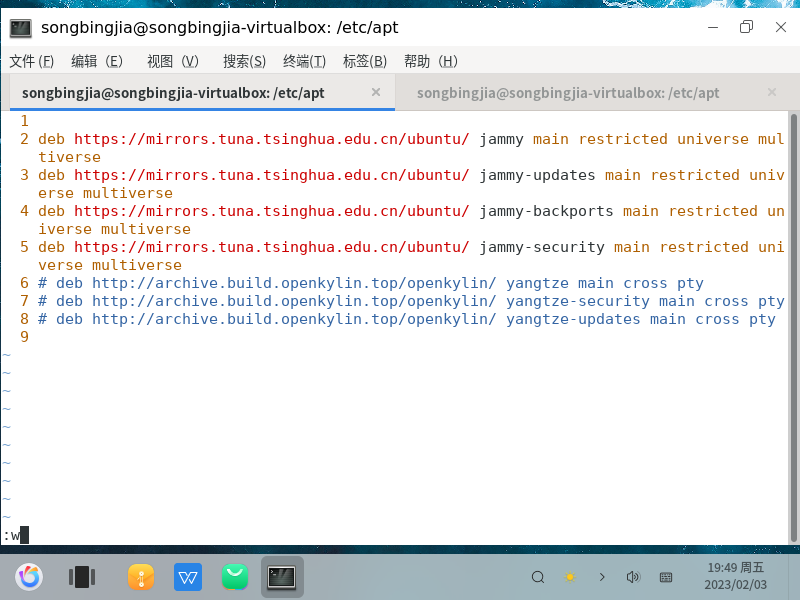 songbingjia@songbingjia-virtualbox: /etc/apt
文件 (F) 编辑 (E) 视图 (V) 搜索(S) 终端(T) 标签(B) 帮助 (H)
songbingjia@songbingjia-virtualbox: /etc/apt × songbingjia@songbingjia-virtualbox: /etc/apt ×
1
2 deb https://mirrors.tuna.tsinghua.edu.cn/ubuntu/ jammy main restricted universe mul
tiverse
3 deb https://mirrors.tuna.tsinghua.edu.cn/ubuntu/ jammy-updates main restricted univ
erse multiverse
4 deb https://mirrors.tuna.tsinghua.edu.cn/ubuntu/ jammy-backports main restricted un
iverse multiverse
5 deb https://mirrors.tuna.tsinghua.edu.cn/ubuntu/ jammy-security main restricted uni
verse multiverse
6 # deb http://archive.build.openkylin.top/openkylin/ yangtze main cross pty
7 # deb http://archive.build.openkylin.top/openkylin/ yangtze-security main cross pty
8 # deb http://archive.build.openkylin.top/openkylin/ yangtze-updates main cross pty
9
~
~
~
~
~
~
~
~
~
~
:w
19:49 周五
2023/02/03